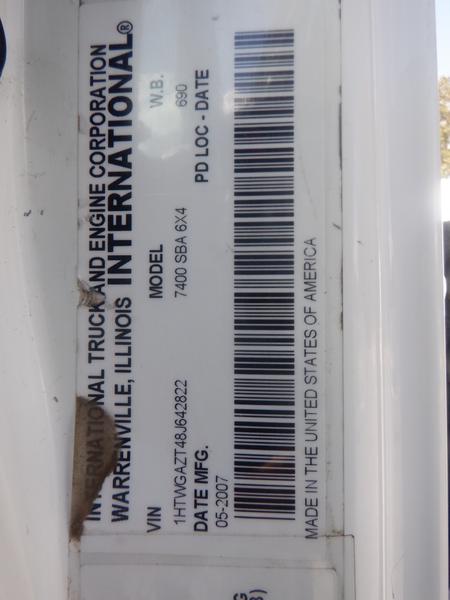 INTERNATIONAL TRUCK AND ENGINE CORPORATION
WARRENVILLE, ILLINOIS INTERNATIONAL®
VIN MODEL W.B.
1HTWGAZT48J642822 7400 SBA 6X4 690
DATE MFG. PD LOC - DATE
05-2007
MADE IN THE UNITED STATES OF AMERICA